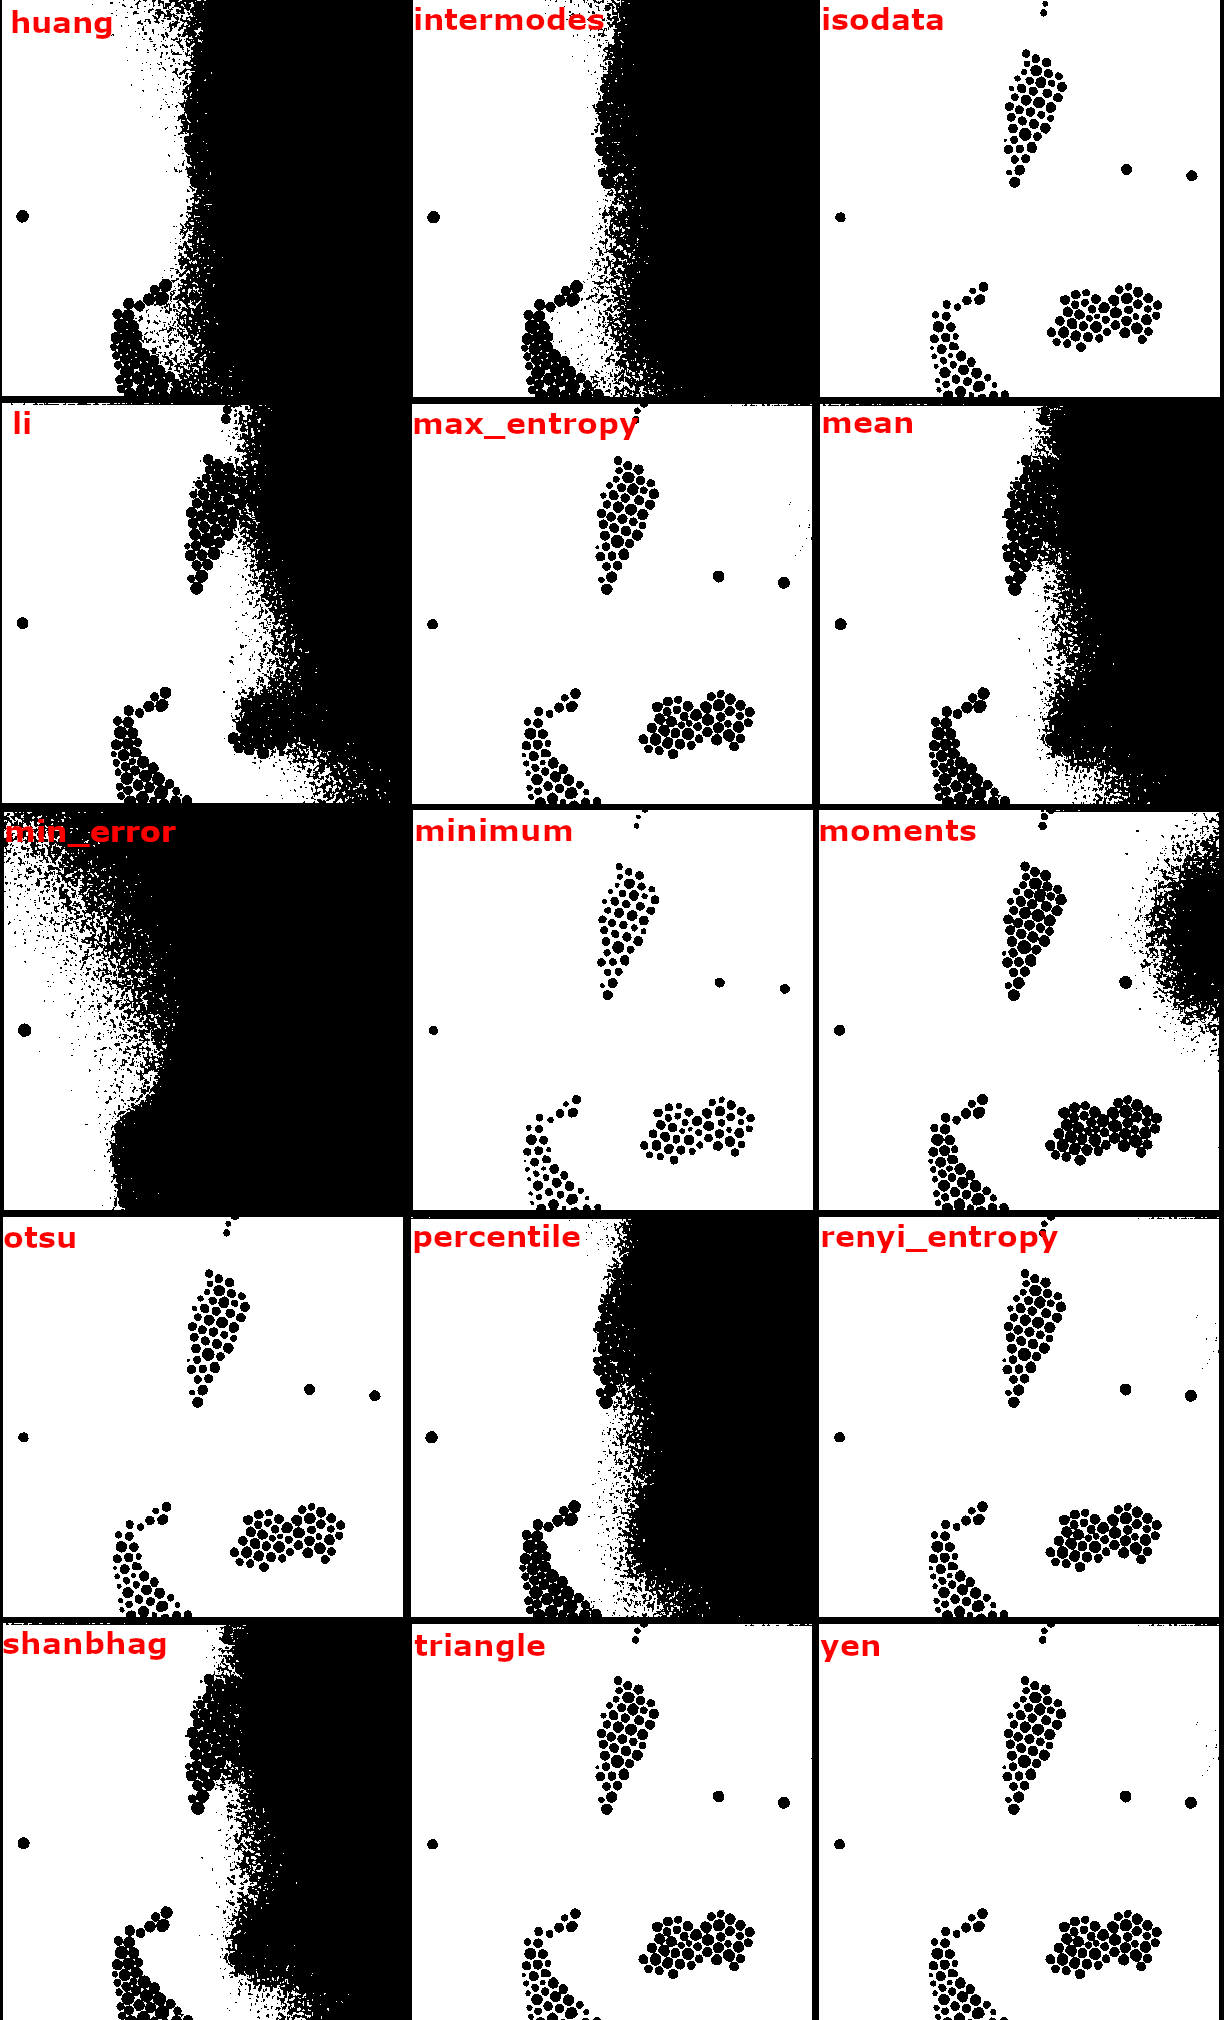 huang
intermodes
isodata
li
max_entropy
mean
min_error
minimum
moments
otsu
percentile
renyi_entropy
shanbhag
triangle
yen